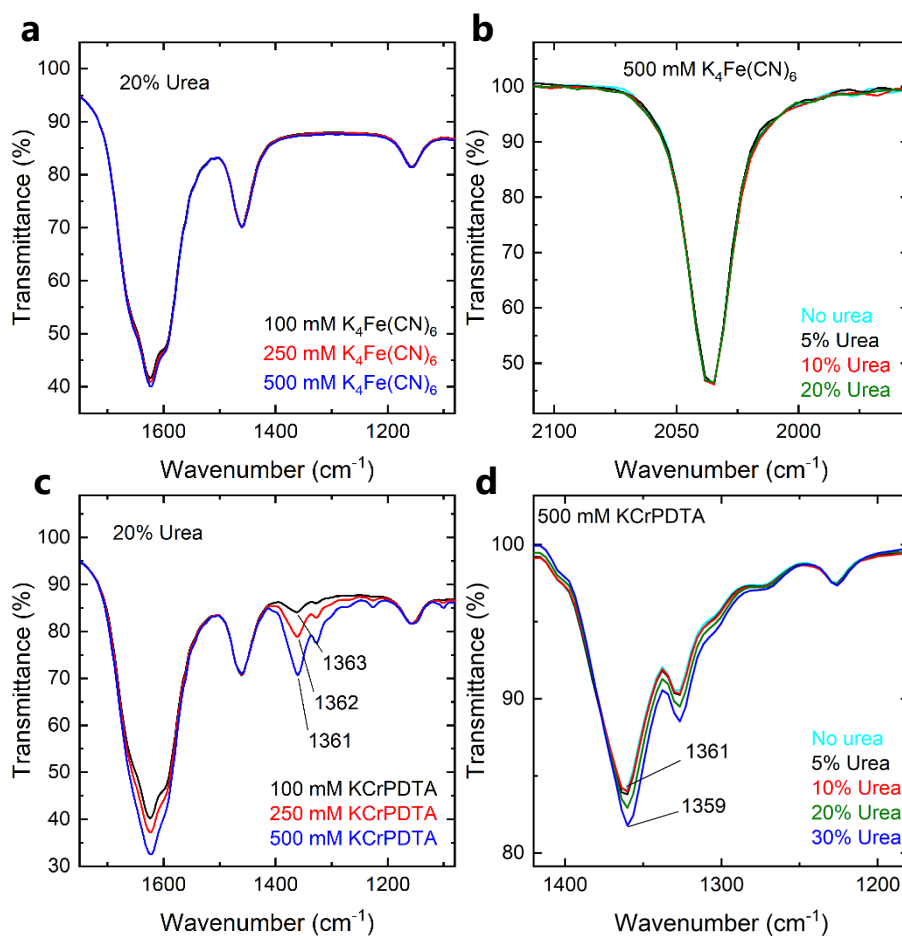 a
20% Urea
Transmittance (%)
100
90
80
70
60
50
40
100 mM K₄Fe(CN)₆
250 mM K₄Fe(CN)₆
500 mM K₄Fe(CN)₆
1600
1400
1200
Wavenumber (cm⁻¹)
b
500 mM K₄Fe(CN)₆
Transmittance (%)
100
90
80
70
60
50
No urea
5% Urea
10% Urea
20% Urea
2100
2050
2000
Wavenumber (cm⁻¹)
c
20% Urea
Transmittance (%)
100
90
80
70
60
50
40
30
1363
1362
1361
100 mM KCrPDTA
250 mM KCrPDTA
500 mM KCrPDTA
1600
1400
1200
Wavenumber (cm⁻¹)
d
500 mM KCrPDTA
Transmittance (%)
100
90
80
1361
1359
No urea
5% Urea
10% Urea
20% Urea
30% Urea
1400
1300
1200
Wavenumber (cm⁻¹)